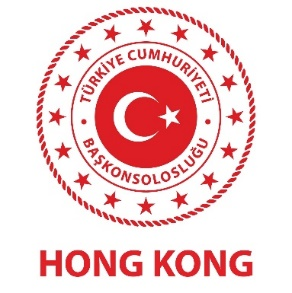 TÜRKİYE CUMHURİYETİ
BAŞKONSOLOSLUĞU
HONG KONG